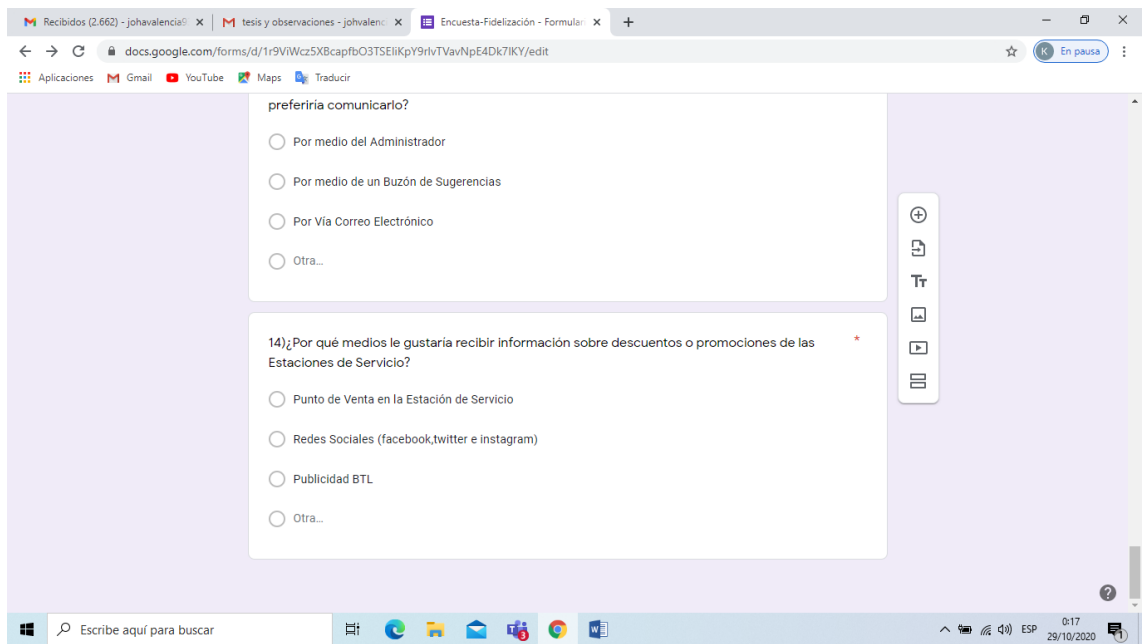 Recibidos (2.662) - johavalencia9
tesis y observaciones - johvalenc
Encuesta-Fidelización - Formular
docs.google.com/forms/d/1r9ViWcz5XBcapfbO3TSEIiKpY9rIvTVavNpE4Dk7IKY/edit
K En pausa
Aplicaciones Gmail YouTube Maps Traducir
preferiría comunicarlo?
Por medio del Administrador
Por medio de un Buzón de Sugerencias
Por Vía Correo Electrónico
Otra...
14)¿Por qué medios le gustaría recibir información sobre descuentos o promociones de las *
Estaciones de Servicio?
Punto de Venta en la Estación de Servicio
Redes Sociales (facebook,twitter e instagram)
Publicidad BTL
Otra...
Tt
Escribe aquí para buscar
3
ESP
0:17
29/10/2020
1